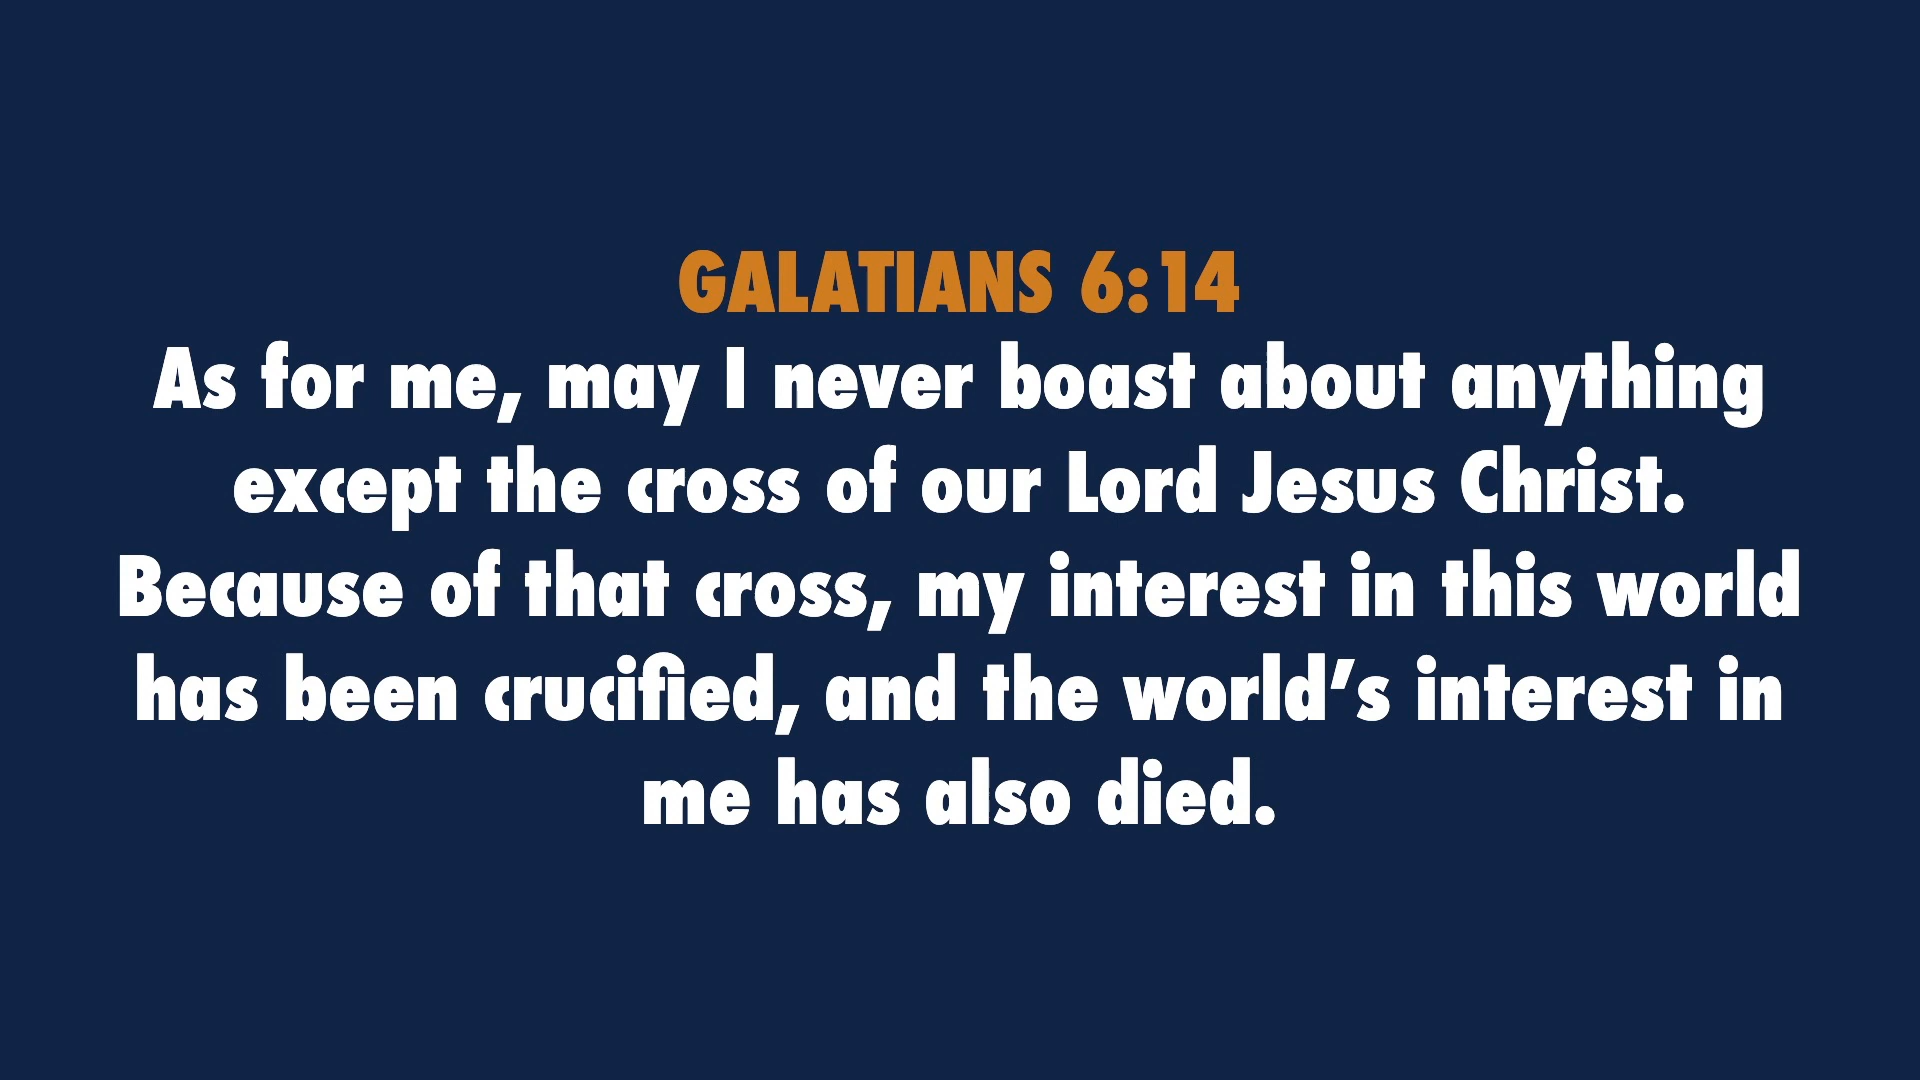 GALATIANS 6:14
As for me, may I never boast about anything
except the cross of our Lord Jesus Christ.
Because of that cross, my interest in this world
has been crucified, and the world’s interest in
me has also died.